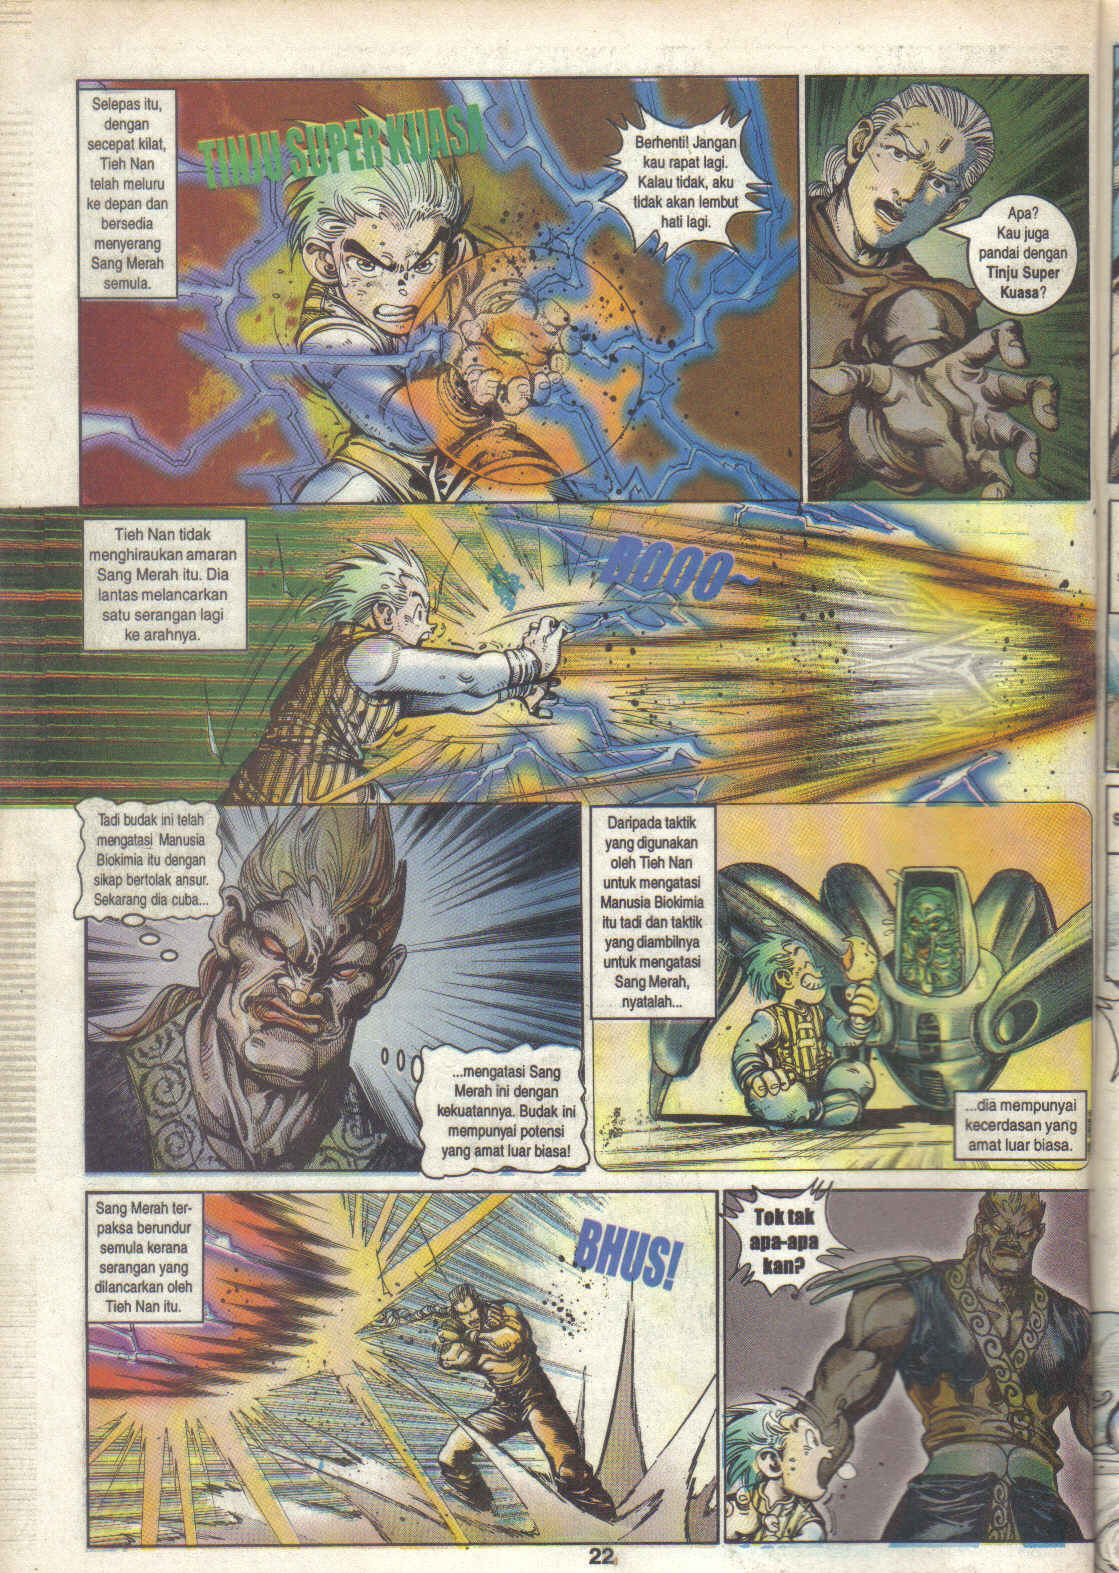 Selepas itu,
dengan
secepat kilat,
Tieh Nan
telah meluru
ke depan dan
bersedia
menyerang
Sang Merah
semula.
TINJU SUPER KUASA
Berhenti! Jangan
kau rapat lagi.
Kalau tidak, aku
tidak akan lembut
hati lagi.
Apa?
Kau juga
pandai dengan
Tinju Super
Kuasa?
Tieh Nan tidak
menghiraukan amaran
Sang Merah itu. Dia
lantas melancarkan
satu serangan lagi
ke arahnya.
BOOO~
Tadi budak ini telah
mengatasi Manusia
Biokimia itu dengan
sikap bertolak ansur.
Sekarang dia cuba...
...mengatasi Sang
Merah ini dengan
kekuatannya. Budak ini
mempunyai potensi
yang amat luar biasa!
Daripada taktik
yang digunakan
oleh Tieh Nan
untuk mengatasi
Manusia Biokimia
itu tadi dan taktik
yang diambilnya
untuk mengatasi
Sang Merah,
nyatalah...
...dia mempunyai
kecerdasan yang
amat luar biasa.
Sang Merah ter-
paksa berundur
semula kerana
serangan yang
dilancarkan oleh
Tieh Nan itu.
BHUS!
Tok tak
apa-apa
kan?
22